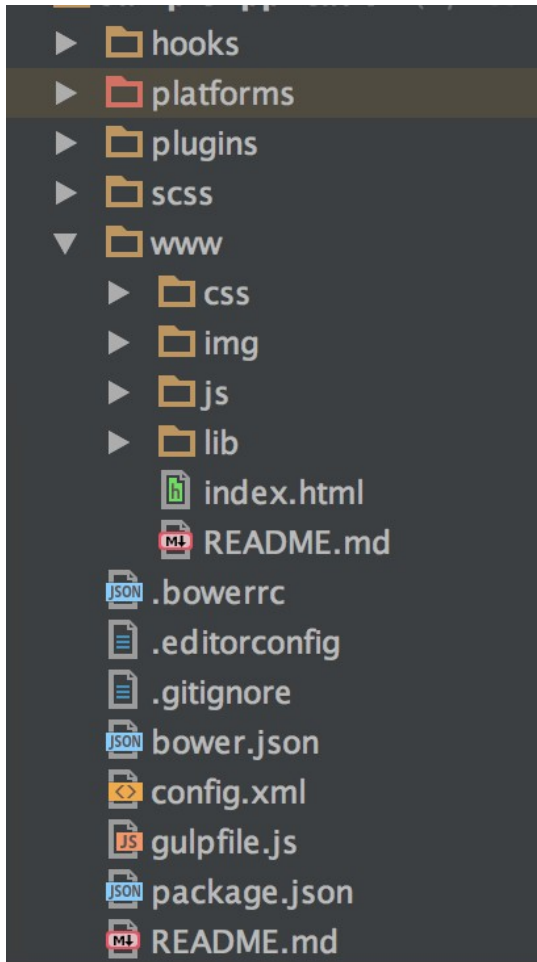 hooks
platforms
plugins
scss
www
css
img
js
lib
index.html
README.md
.bowerrc
.editorconfig
.gitignore
bower.json
config.xml
gulpfile.js
package.json
README.md